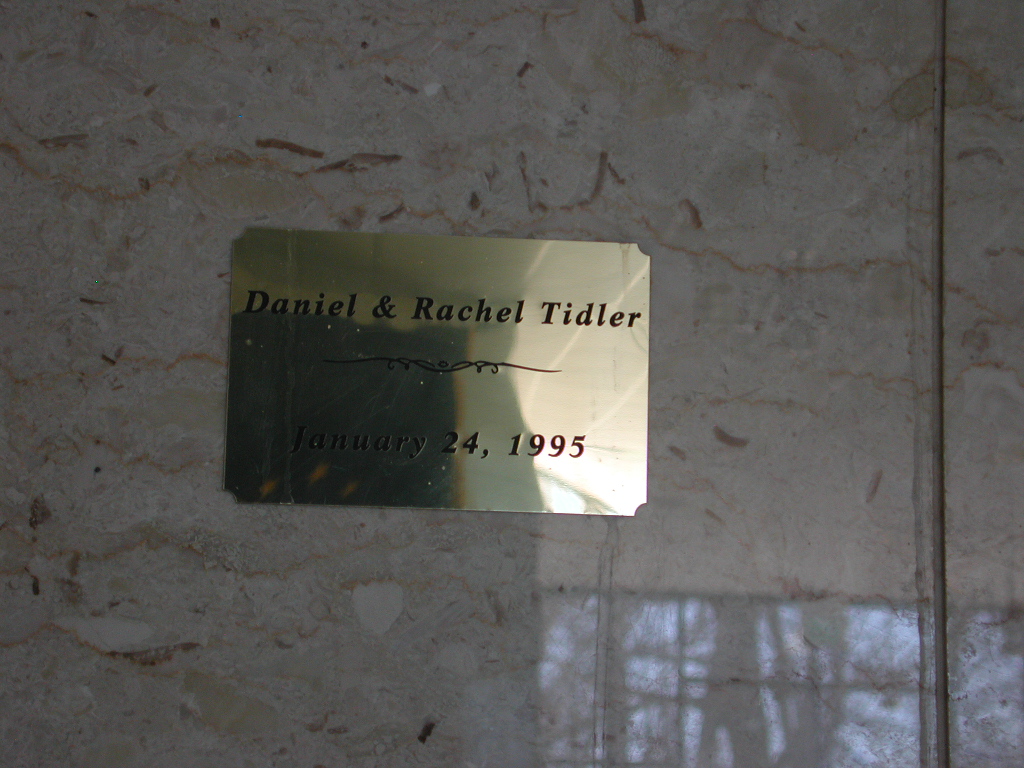 Daniel & Rachel Tidler
January 24, 1995